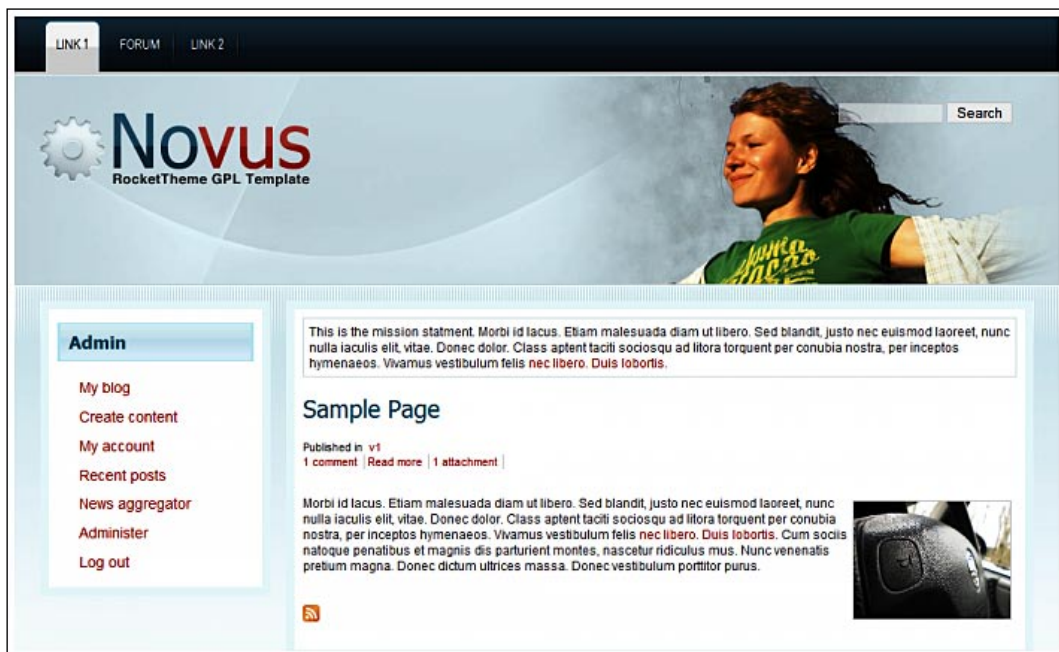 LINK 1 FORUM LINK 2
Search
Novus
RocketTheme GPL Template
Admin
My blog
Create content
My account
Recent posts
News aggregator
Administer
Log out
This is the mission statment. Morbi id lacus. Etiam malesuada diam ut libero. Sed blandit, justo nec euismod laoreet, nunc
nulla iaculis elit, vitae. Donec dolor. Class aptent taciti sociosqu ad litora torquent per conubia nostra, per inceptos
hymenaeos. Vivamus vestibulum felis nec libero. Duis lobortis.
Sample Page
Published in v1
1 comment Read more 1 attachment
Morbi id lacus. Etiam malesuada diam ut libero. Sed blandit, justo nec euismod laoreet, nunc
nulla iaculis elit, vitae. Donec dolor. Class aptent taciti sociosqu ad litora torquent per conubia
nostra, per inceptos hymenaeos. Vivamus vestibulum felis nec libero. Duis lobortis. Cum sociis
natoque penatibus et magnis dis parturient montes, nascetur ridiculus mus. Nunc venenatis
pretium magna. Donec dictum ultrices massa. Donec vestibulum porttitor purus.